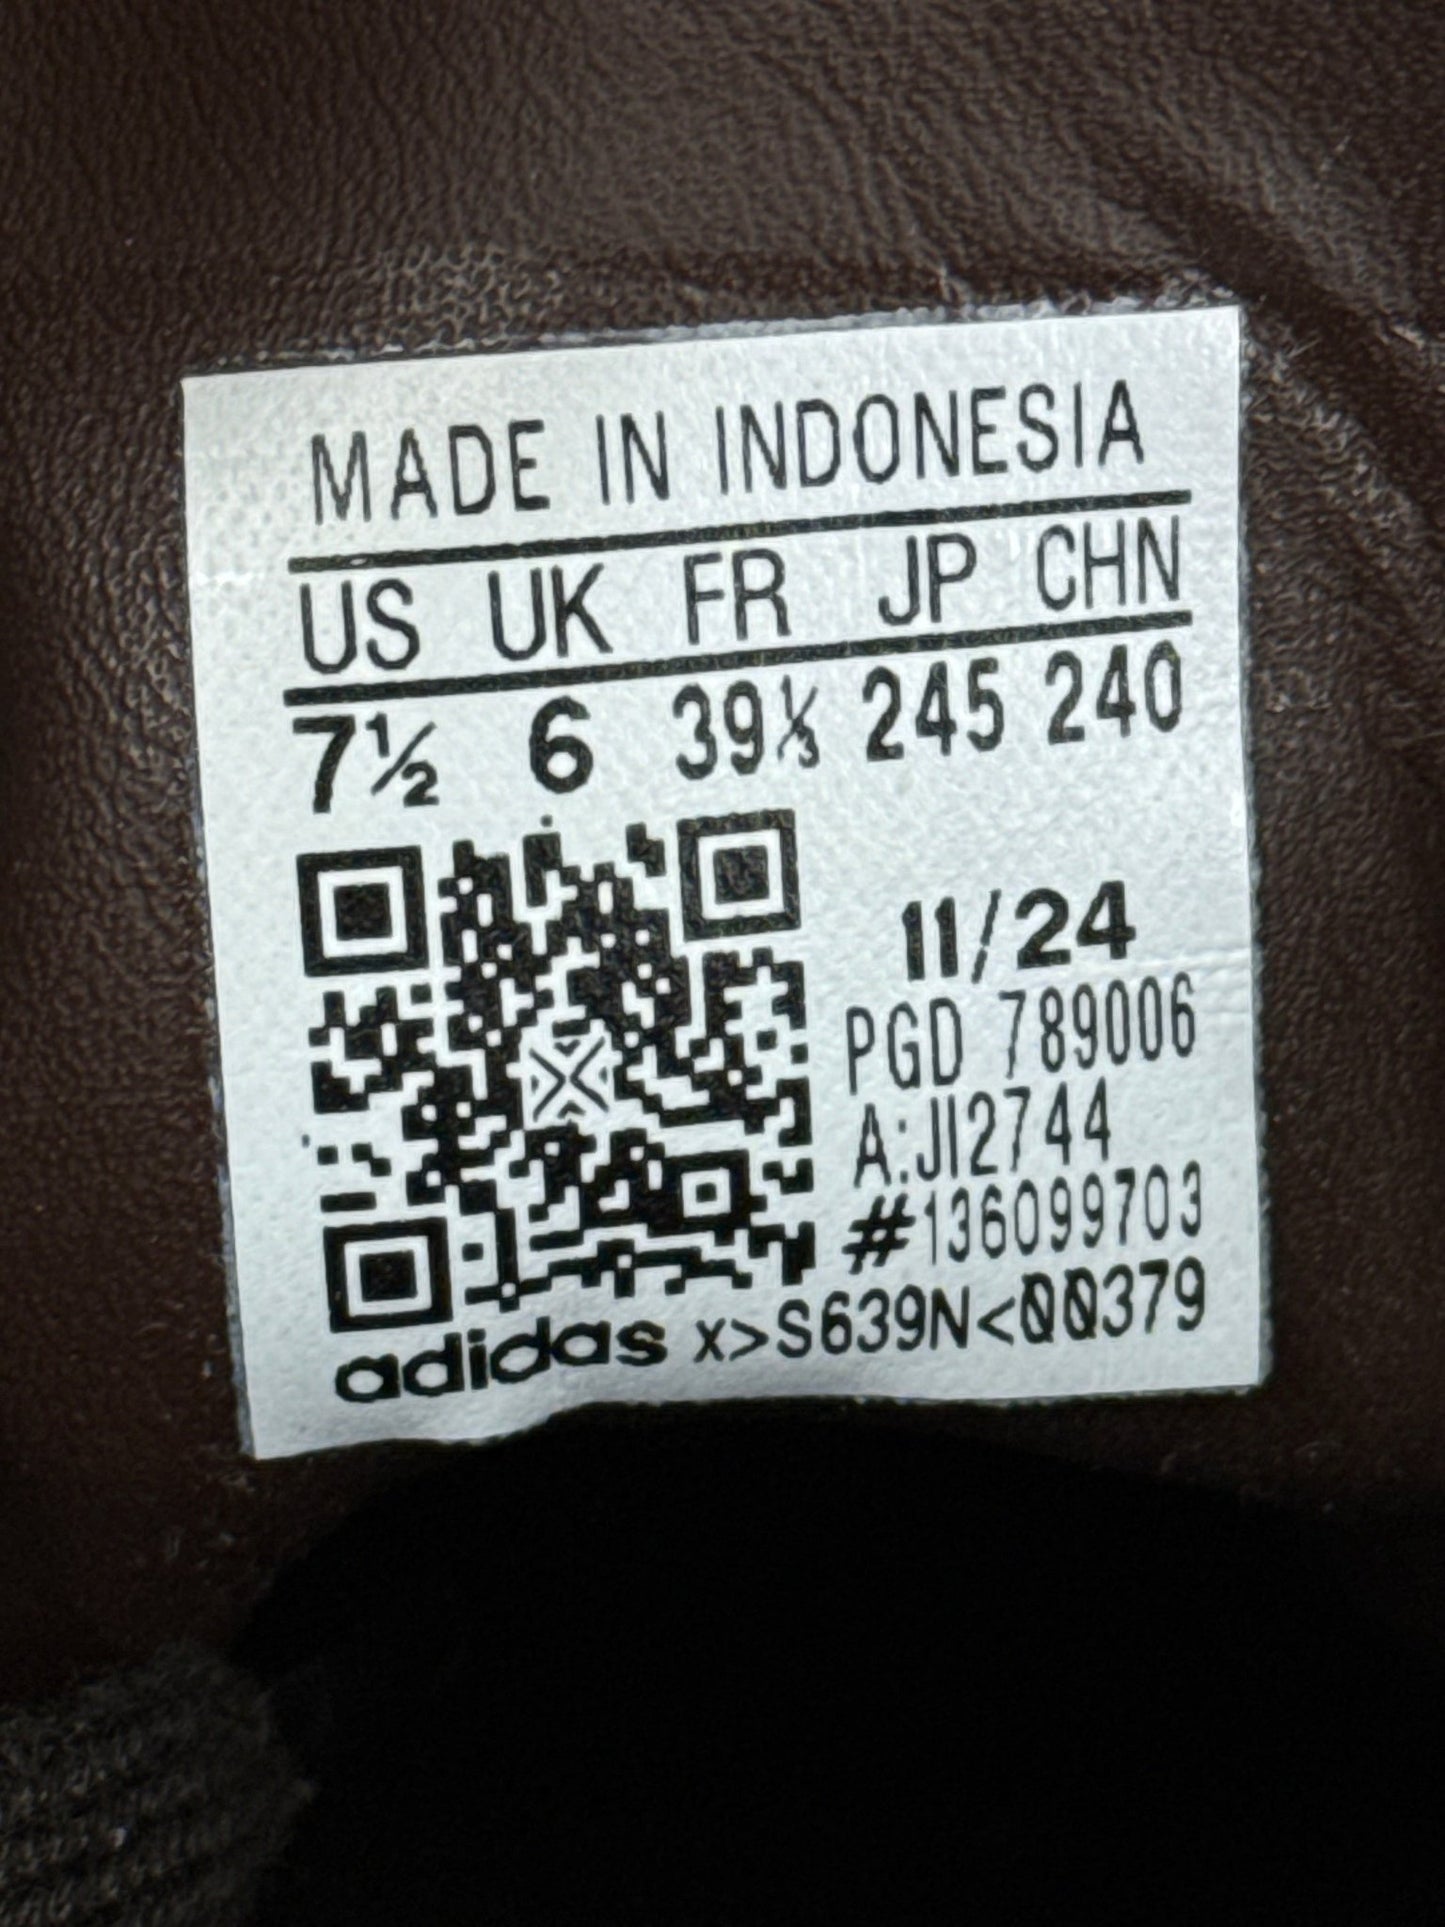 MADE IN INDONESIA
US UK FR JP CHN
7½ 6 39⅓ 245 240
11/24
PGD 789006
A:JI2744
#136099703
adidas X>S639N<00379